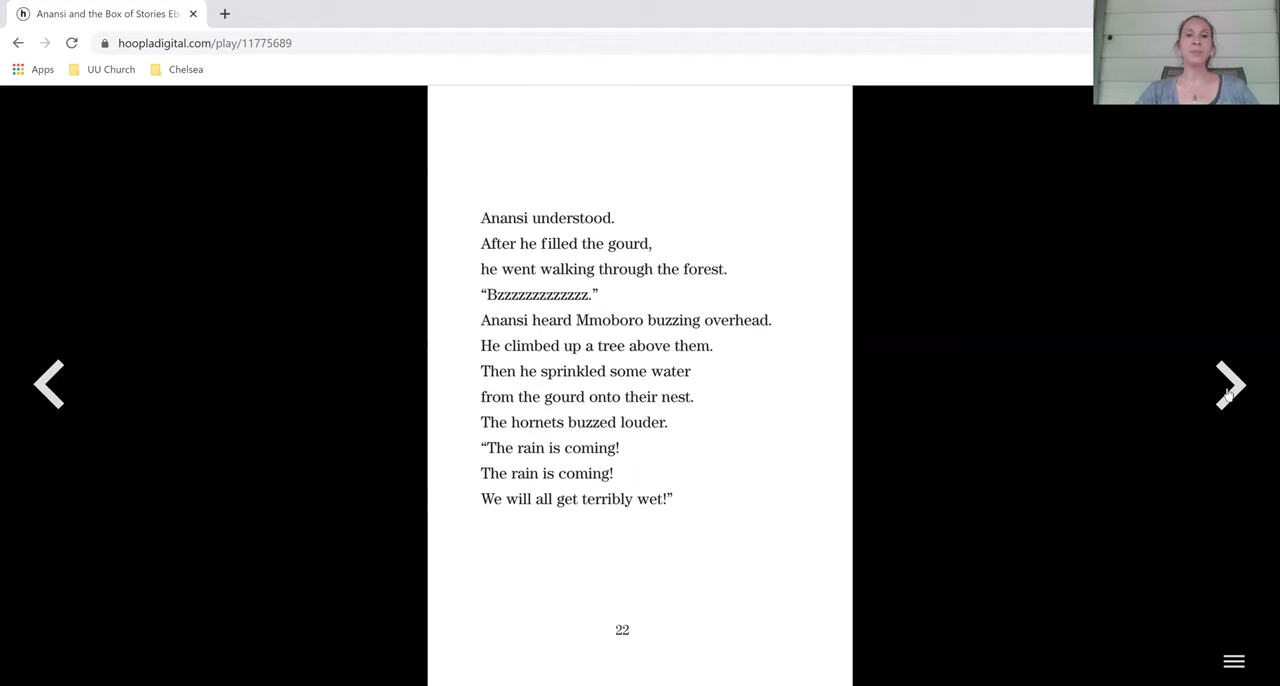 Anansi and the Box of Stories Eb
hoopladigital.com/play/11775689
Apps UU Church Chelsea
Anansi understood.
After he filled the gourd,
he went walking through the forest.
“Bzzzzzzzzzzzzz.”
Anansi heard Mmoboro buzzing overhead.
He climbed up a tree above them.
Then he sprinkled some water
from the gourd onto their nest.
The hornets buzzed louder.
“The rain is coming!
The rain is coming!
We will all get terribly wet!”
22